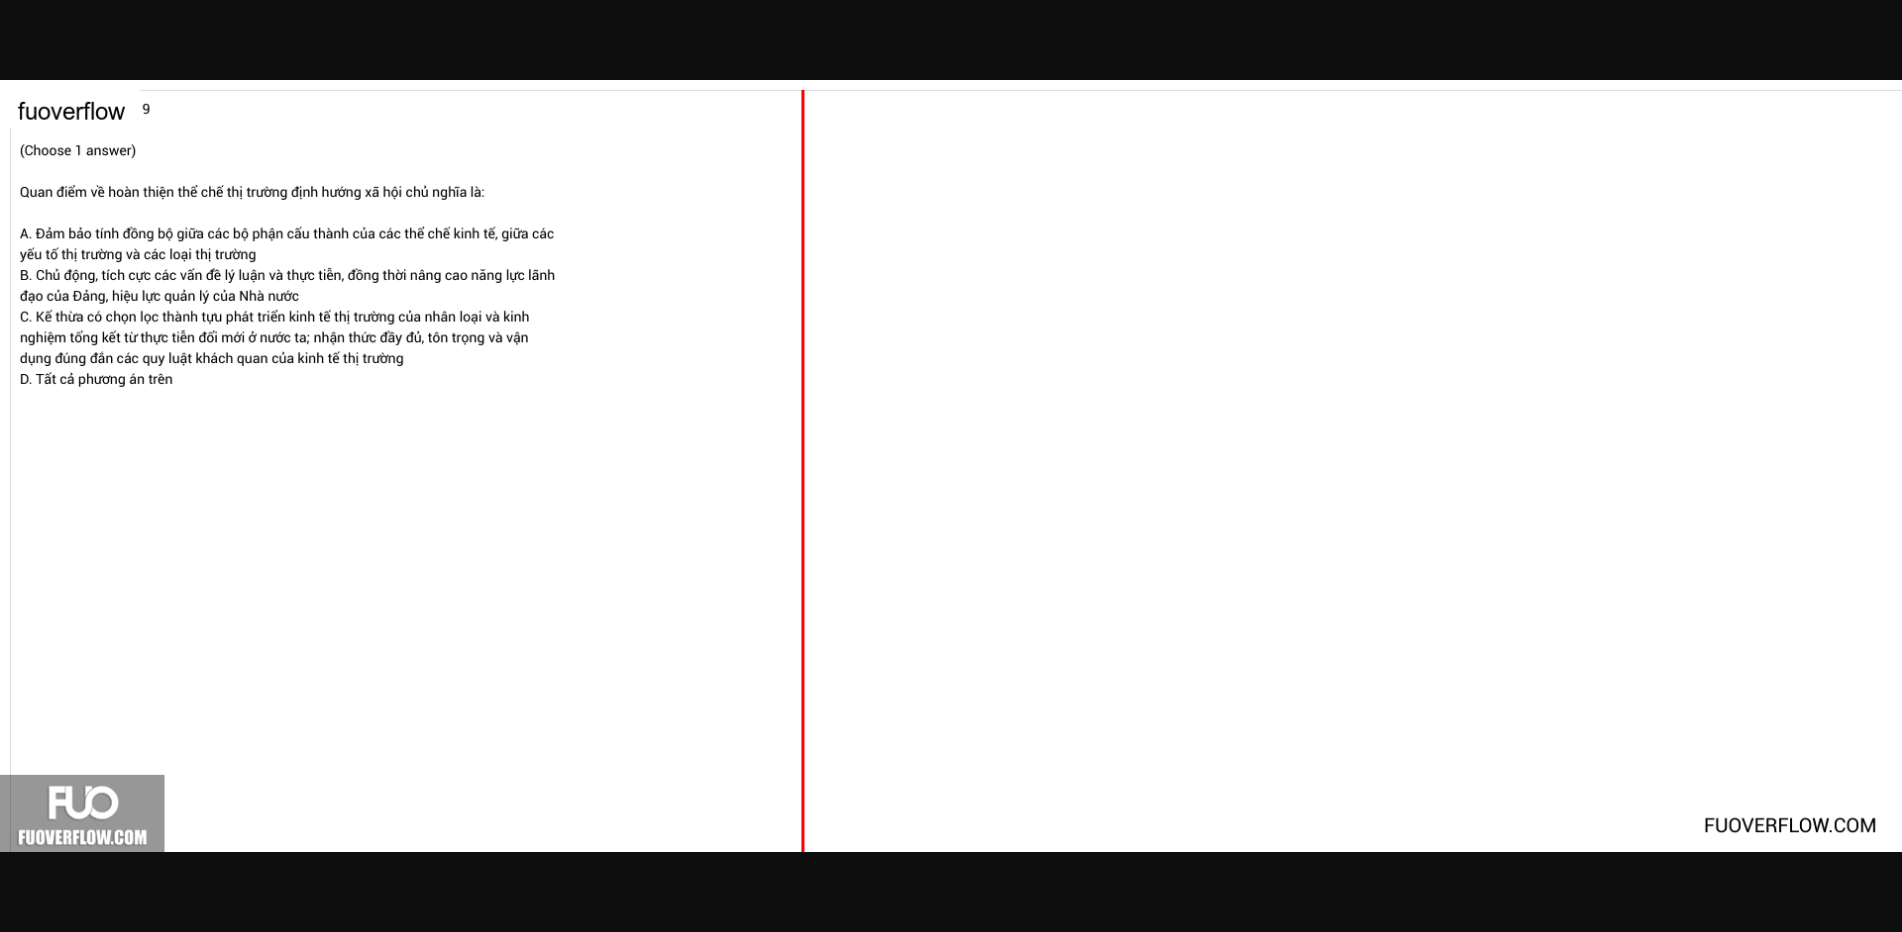 fuoverflow 9
(Choose 1 answer)
Quan điểm về hoàn thiện thể chế thị trường định hướng xã hội chủ nghĩa là:
A. Đảm bảo tính đồng bộ giữa các bộ phận cấu thành của các thể chế kinh tế, giữa các
yếu tố thị trường và các loại thị trường
B. Chủ động, tích cực các vấn đề lý luận và thực tiễn, đồng thời nâng cao năng lực lãnh
đạo của Đảng, hiệu lực quản lý của Nhà nước
C. Kế thừa có chọn lọc thành tựu phát triển kinh tế thị trường của nhân loại và kinh
nghiệm tổng kết từ thực tiễn đổi mới ở nước ta; nhận thức đầy đủ, tôn trọng và vận
dụng đúng đắn các quy luật khách quan của kinh tế thị trường
D. Tất cả phương án trên
FUO
FUOVERFLOW.COM
FUOVERFLOW.COM